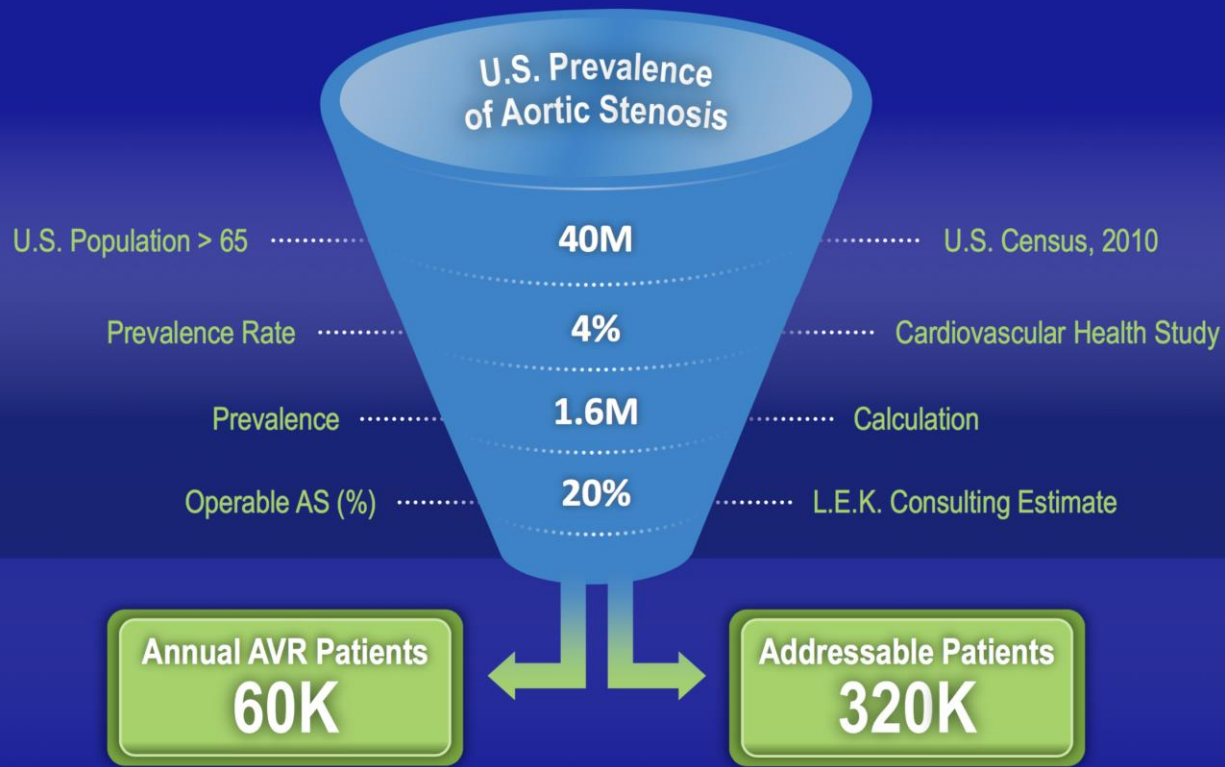 U.S. Prevalence
of Aortic Stenosis
U.S. Population > 65
40M
U.S. Census, 2010
Prevalence Rate
4%
Cardiovascular Health Study
Prevalence
1.6M
Calculation
Operable AS (%)
20%
L.E.K. Consulting Estimate
Annual AVR Patients
60K
Addressable Patients
320K